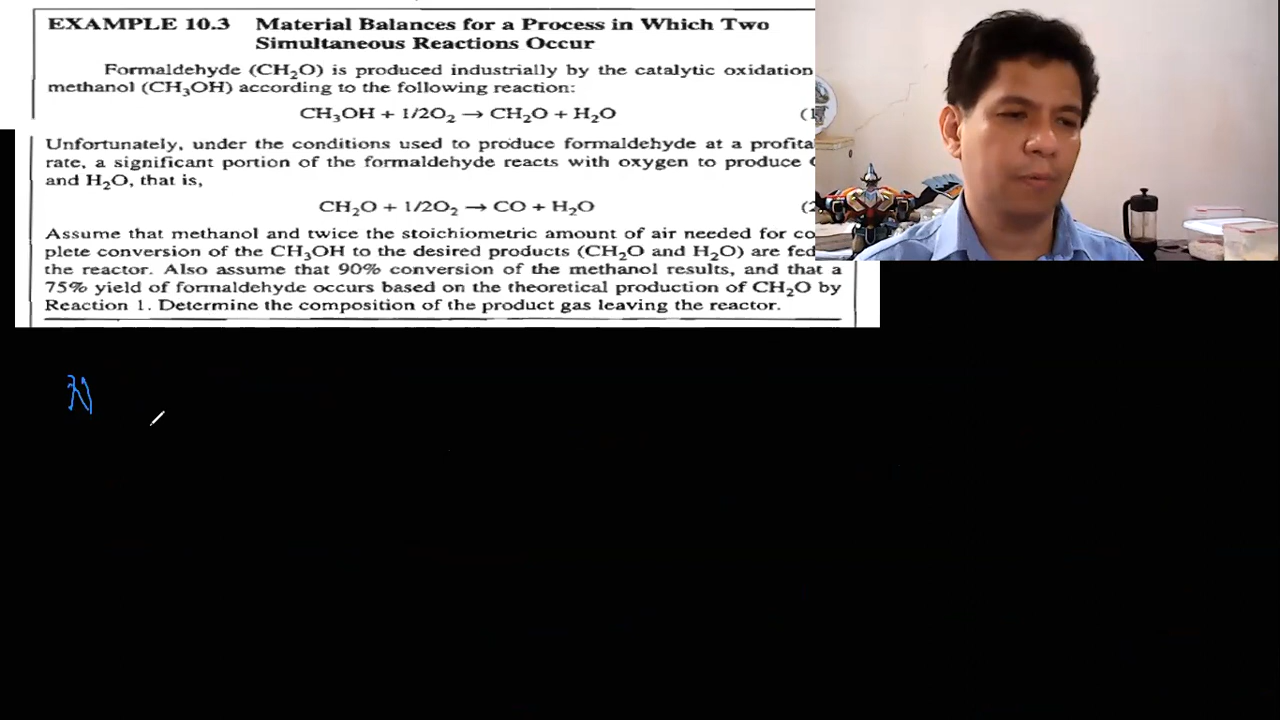 EXAMPLE 10.3 Material Balances for a Process in Which Two
Simultaneous Reactions Occur
Formaldehyde (CH₂O) is produced industrially by the catalytic oxidation
methanol (CH₃OH) according to the following reaction:
CH₃OH + 1/2O₂ → CH₂O + H₂O (1
Unfortunately, under the conditions used to produce formaldehyde at a profita
rate, a significant portion of the formaldehyde reacts with oxygen to produce
and H₂O, that is,
CH₂O + 1/2O₂ → CO + H₂O (2
Assume that methanol and twice the stoichiometric amount of air needed for co
plete conversion of the CH₃OH to the desired products (CH₂O and H₂O) are fed
the reactor. Also assume that 90% conversion of the methanol results, and that a
75% yield of formaldehyde occurs based on the theoretical production of CH₂O by
Reaction 1. Determine the composition of the product gas leaving the reactor.